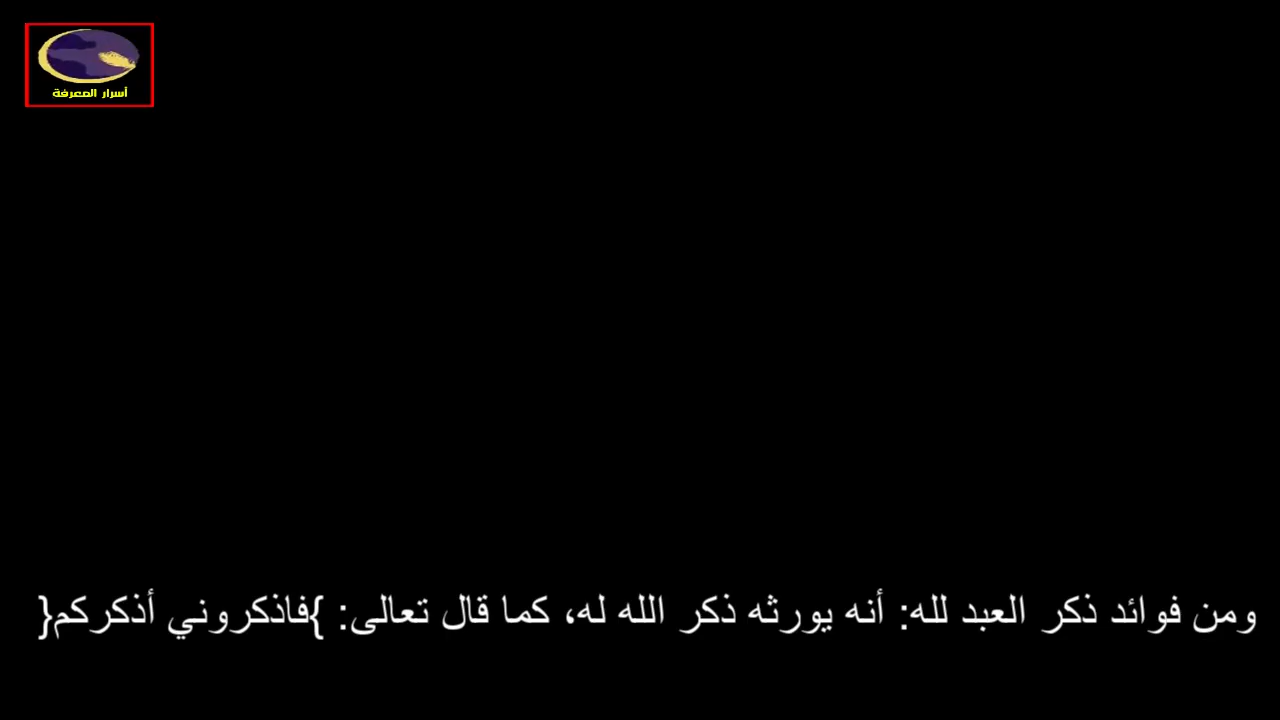 أسرار المعرفة
ومن فوائد ذكر العبد لله: أنه يورثه ذكر الله له، كما قال تعالى: }فاذكروني أذكركم{